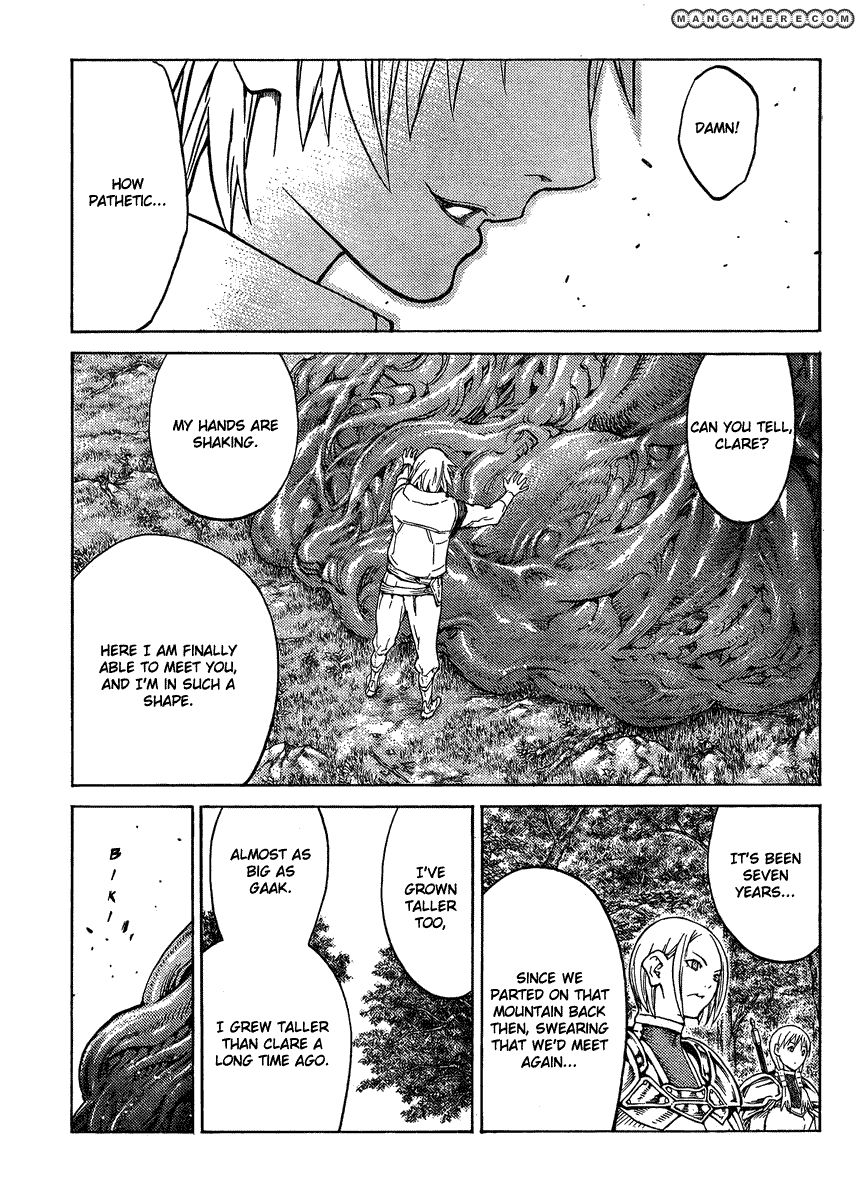 MANGAHERE.COM
DAMN!
HOW
PATHETIC...
CAN YOU TELL,
CLARE?
MY HANDS ARE
SHAKING.
HERE I AM FINALLY
ABLE TO MEET YOU,
AND I'M IN SUCH A
SHAPE.
IT'S BEEN
SEVEN
YEARS...
SINCE WE
PARTED ON THAT
MOUNTAIN BACK
THEN, SWEARING
THAT WE'D MEET
AGAIN...
I'VE
GROWN
TALLER
TOO,
ALMOST AS
BIG AS
GAAK.
I GREW TALLER
THAN CLARE A
LONG TIME AGO.
BIKI